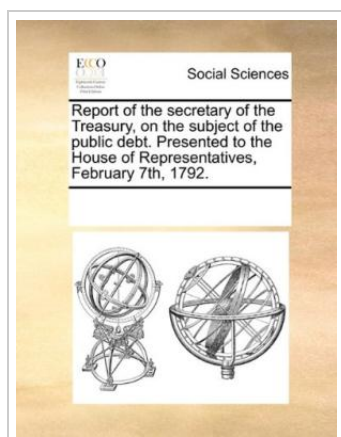 ECCO
Social Sciences
Report of the secretary of the
Treasury, on the subject of the
public debt. Presented to the
House of Representatives,
February 7th, 1792.